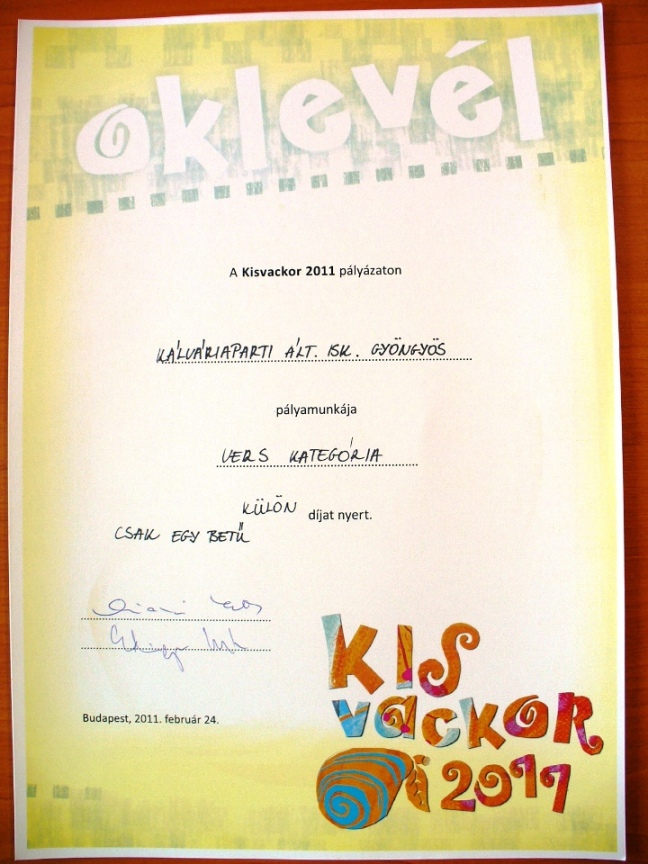 oklevél
A Kisvackor 2011 pályázaton
KÁLVÁRIAPARTI ÁLT. ISK. GYÖNGYÖS
pályamunkája
VERS KATEGÓRIA
KÜLÖN díjat nyert.
CSAK EGY BETŰ
Budapest, 2011. február 24.
KIS
vackor
2011